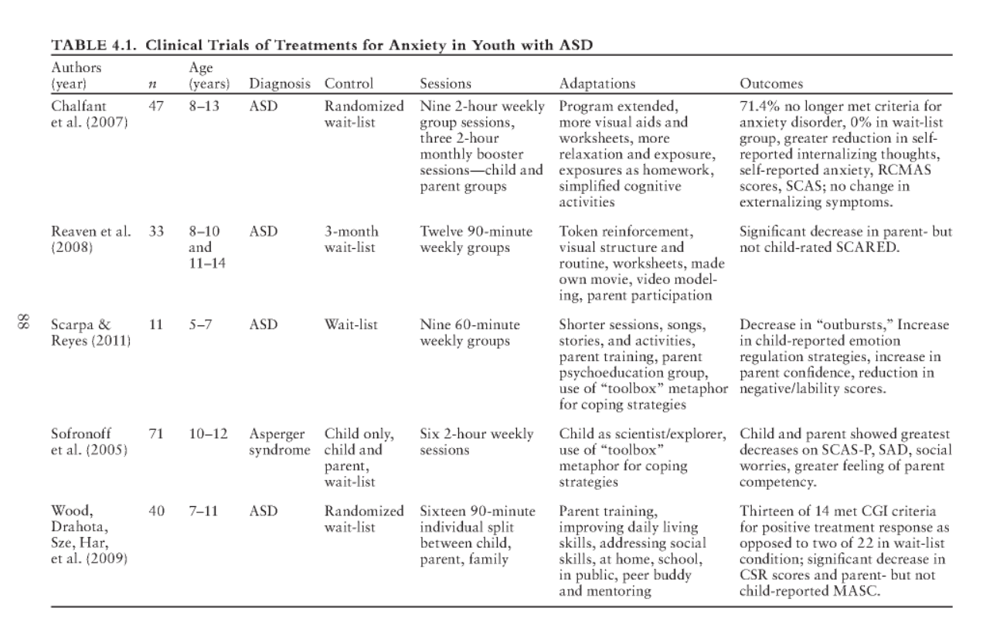 TABLE 4.1. Clinical Trials of Treatments for Anxiety in Youth with ASD
Authors
(year)
n
Age
(years)
Diagnosis
Control
Sessions
Adaptations
Outcomes
Chalfant
et al. (2007)
47
8–13
ASD
Randomized
wait-list
Nine 2-hour weekly
group sessions,
three 2-hour
monthly booster
sessions—child and
parent groups
Program extended,
more visual aids and
worksheets, more
relaxation and exposure,
exposures as homework,
simplified cognitive
activities
71.4% no longer met criteria for
anxiety disorder, 0% in wait-list
group, greater reduction in self-
reported internalizing thoughts,
self-reported anxiety, RCMAS
scores, SCAS; no change in
externalizing symptoms.
Reaven et al.
(2008)
33
8–10
and
11–14
ASD
3-month
wait-list
Twelve 90-minute
weekly groups
Token reinforcement,
visual structure and
routine, worksheets, made
own movie, video model-
ing, parent participation
Significant decrease in parent- but
not child-rated SCARED.
88
Scarpa &
Reyes (2011)
11
5–7
ASD
Wait-list
Nine 60-minute
weekly groups
Shorter sessions, songs,
stories, and activities,
parent training, parent
psychoeducation group,
use of “toolbox” metaphor
for coping strategies
Decrease in “outbursts,” Increase
in child-reported emotion
regulation strategies, increase in
parent confidence, reduction in
negative/lability scores.
Sofronoff
et al. (2005)
71
10–12
Asperger
syndrome
Child only,
child and
parent,
wait-list
Six 2-hour weekly
sessions
Child as scientist/explorer,
use of “toolbox”
metaphor for coping
strategies
Child and parent showed greatest
decreases on SCAS-P, SAD, social
worries, greater feeling of parent
competency.
Wood,
Drahota,
Sze, Har,
et al. (2009)
40
7–11
ASD
Randomized
wait-list
Sixteen 90-minute
individual split
between child,
parent, family
Parent training,
improving daily living
skills, addressing social
skills, at home, school,
in public, peer buddy
and mentoring
Thirteen of 14 met CGI criteria
for positive treatment response as
opposed to two of 22 in wait-list
condition; significant decrease in
CSR scores and parent- but not
child-reported MASC.